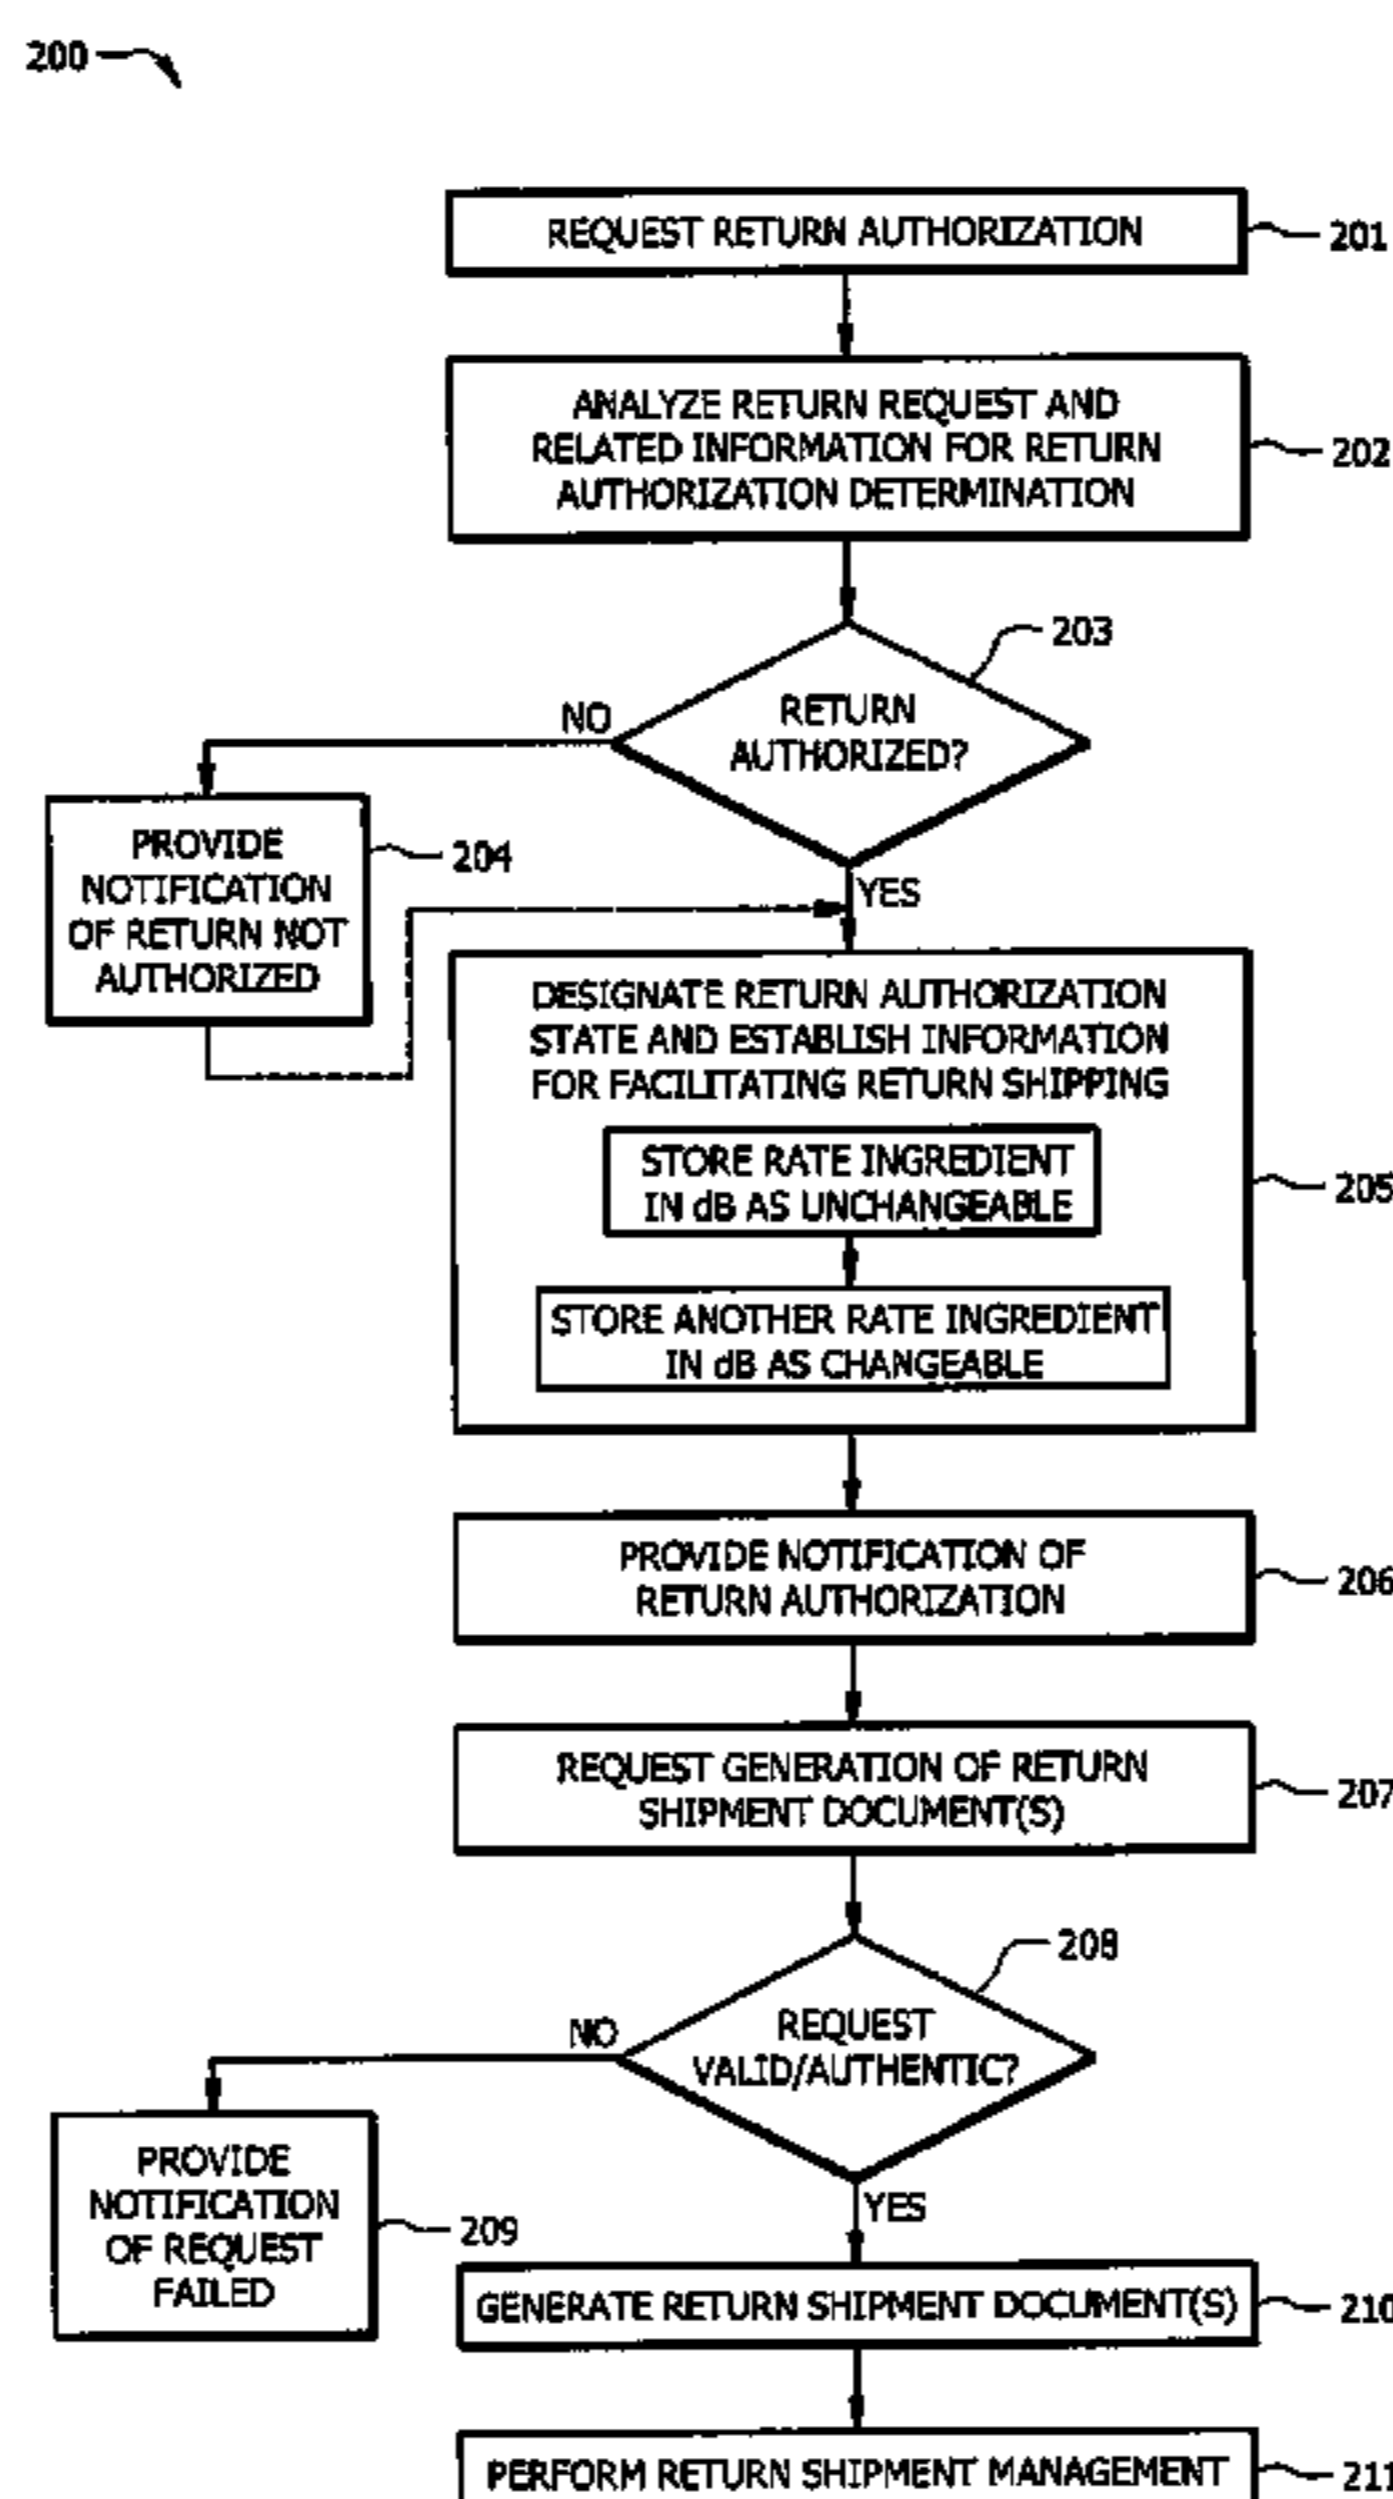 200
REQUEST RETURN AUTHORIZATION
201
ANALYZE RETURN REQUEST AND
RELATED INFORMATION FOR RETURN
AUTHORIZATION DETERMINATION
202
203
RETURN
AUTHORIZED?
NO
YES
PROVIDE
NOTIFICATION
OF RETURN NOT
AUTHORIZED
204
DESIGNATE RETURN AUTHORIZATION
STATE AND ESTABLISH INFORMATION
FOR FACILITATING RETURN SHIPPING
STORE RATE INGREDIENT
IN dB AS UNCHANGEABLE
STORE ANOTHER RATE INGREDIENT
IN dB AS CHANGEABLE
205
PROVIDE NOTIFICATION OF
RETURN AUTHORIZATION
206
REQUEST GENERATION OF RETURN
SHIPMENT DOCUMENT(S)
207
208
REQUEST
VALID/AUTHENTIC?
NO
YES
PROVIDE
NOTIFICATION
OF REQUEST
FAILED
209
GENERATE RETURN SHIPMENT DOCUMENT(S)
210
PERFORM RETURN SHIPMENT MANAGEMENT
211